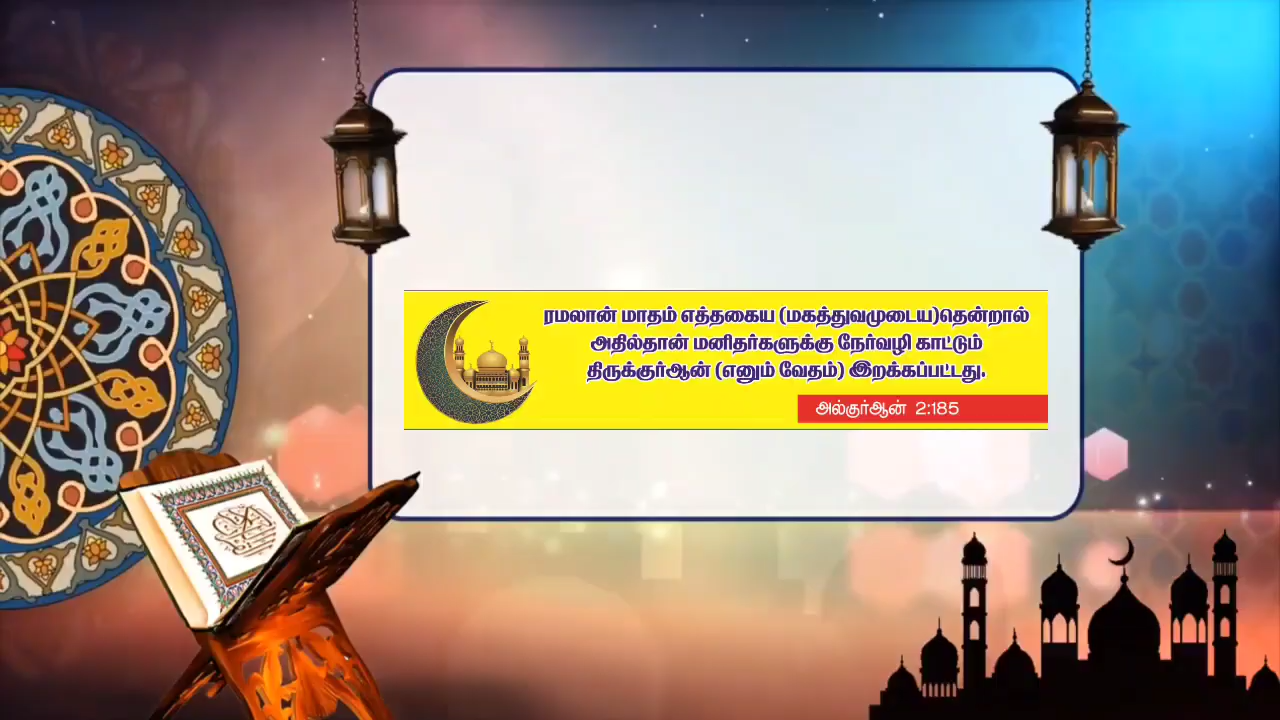 ரமலான் மாதம் எத்தகைய (மகத்துவமுடைய)தென்றால்
அதில்தான் மனிதர்களுக்கு நேர்வழி காட்டும்
திருக்குர்ஆன் (எனும் வேதம்) இறக்கப்பட்டது.
அல்குர்ஆன் 2:185